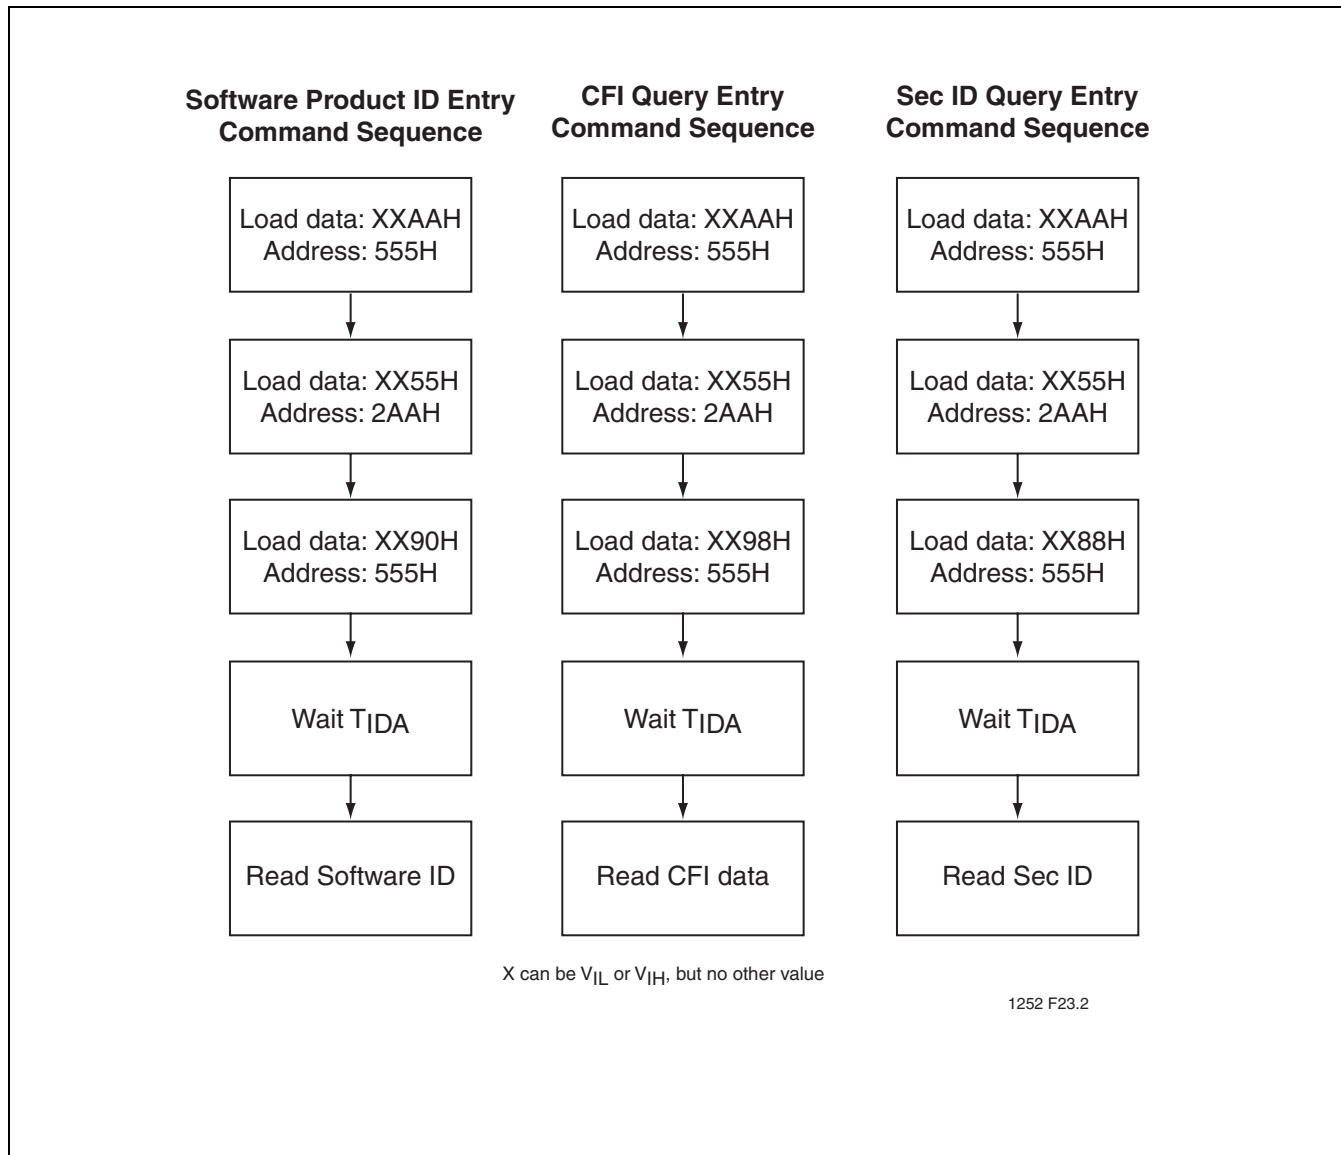 Software Product ID Entry
Command Sequence
Load data: XXAAH
Address: 555H
Load data: XX55H
Address: 2AAH
Load data: XX90H
Address: 555H
Wait TIDA
Read Software ID
CFI Query Entry
Command Sequence
Load data: XXAAH
Address: 555H
Load data: XX55H
Address: 2AAH
Load data: XX98H
Address: 555H
Wait TIDA
Read CFI data
Sec ID Query Entry
Command Sequence
Load data: XXAAH
Address: 555H
Load data: XX55H
Address: 2AAH
Load data: XX88H
Address: 555H
Wait TIDA
Read Sec ID
X can be VIL or VIH, but no other value
1252 F23.2